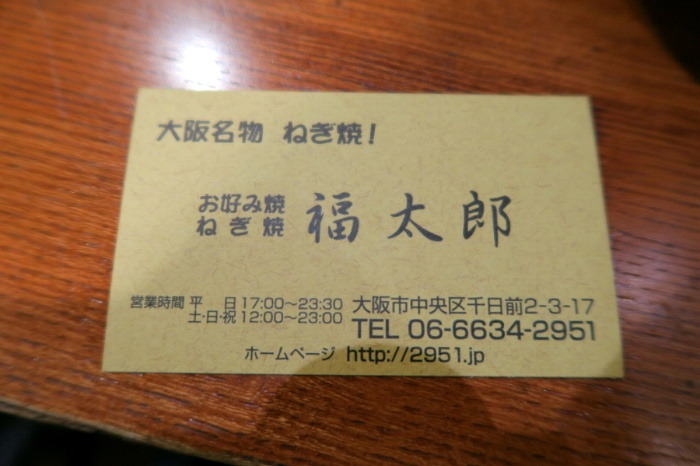 大阪名物 ねぎ焼!
お好み焼
ねぎ焼
福太郎
営業時間 平 日 17:00～23:30
土・日・祝 12:00～23:00
大阪市中央区千日前2-3-17
TEL 06-6634-2951
ホームページ http://2951.jp